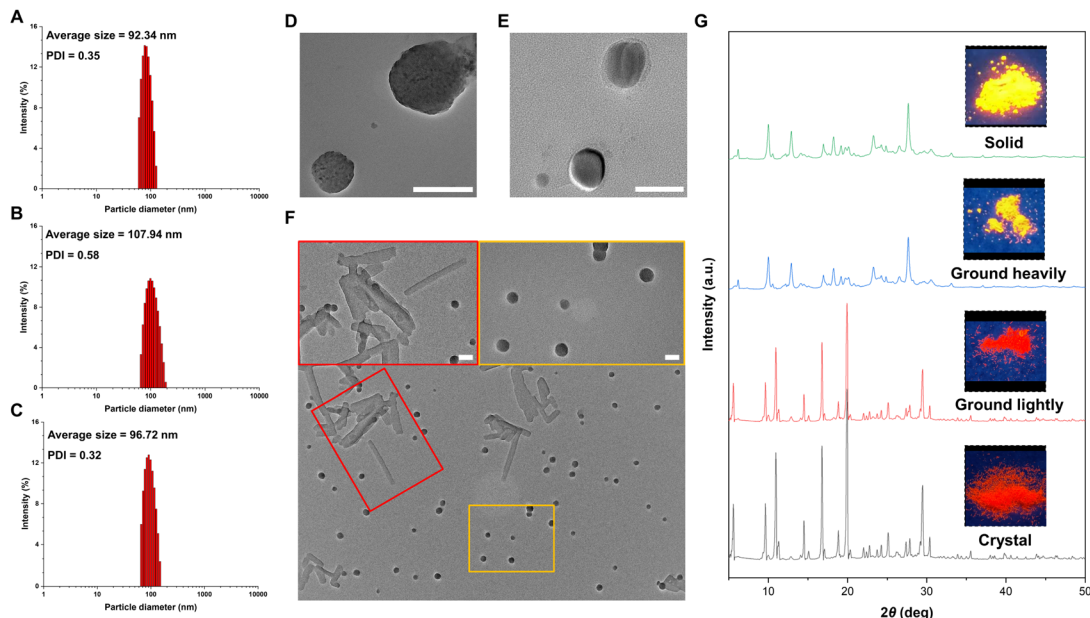 A
Average size = 92.34 nm
PDI = 0.35
16
12
8
4
0
Intensity (%)
1 10 100 1000 10000
Particle diameter (nm)
B
Average size = 107.94 nm
PDI = 0.58
16
12
8
4
0
Intensity (%)
1 10 100 1000 10000
Particle diameter (nm)
C
Average size = 96.72 nm
PDI = 0.32
16
12
8
4
0
Intensity (%)
1 10 100 1000 10000
Particle diameter (nm)
D
E
F
G
Intensity (a.u.)
Solid
Ground heavily
Ground lightly
Crystal
10 20 30 40 50
2θ (deg)